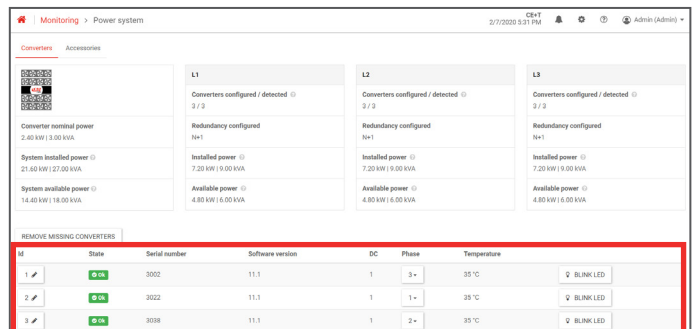 Monitoring > Power system
CE+T
2/7/2020 5:31 PM
Admin (Admin)
Converters Accessories
Converter nominal power
2.40 kW | 3.00 kVA
System installed power
21.60 kW | 27.00 kVA
System available power
14.40 kW | 18.00 kVA
L1
Converters configured / detected
3 / 3
Redundancy configured
N+1
Installed power
7.20 kW | 9.00 kVA
Available power
4.80 kW | 6.00 kVA
L2
Converters configured / detected
3 / 3
Redundancy configured
N+1
Installed power
7.20 kW | 9.00 kVA
Available power
4.80 kW | 6.00 kVA
L3
Converters configured / detected
3 / 3
Redundancy configured
N+1
Installed power
7.20 kW | 9.00 kVA
Available power
4.80 kW | 6.00 kVA
REMOVE MISSING CONVERTERS
Id State Serial number Software version DC Phase Temperature
1 Ok 3002 11.1 1 3 35 °C BLINK LED
2 Ok 3022 11.1 1 1 35 °C BLINK LED
3 Ok 3038 11.1 1 2 35 °C BLINK LED